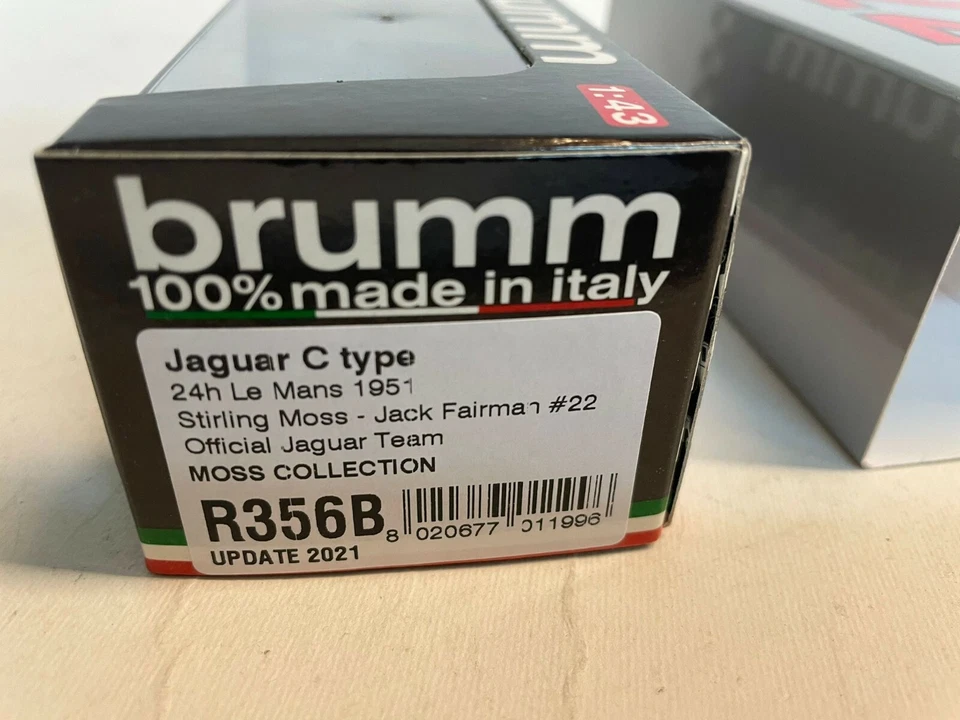 brumm
1:43
brumm
100% made in italy
Jaguar C type
24h Le Mans 1951
Stirling Moss - Jack Fairman #22
Official Jaguar Team
MOSS COLLECTION
R356B
8 020677 011996
UPDATE 2021